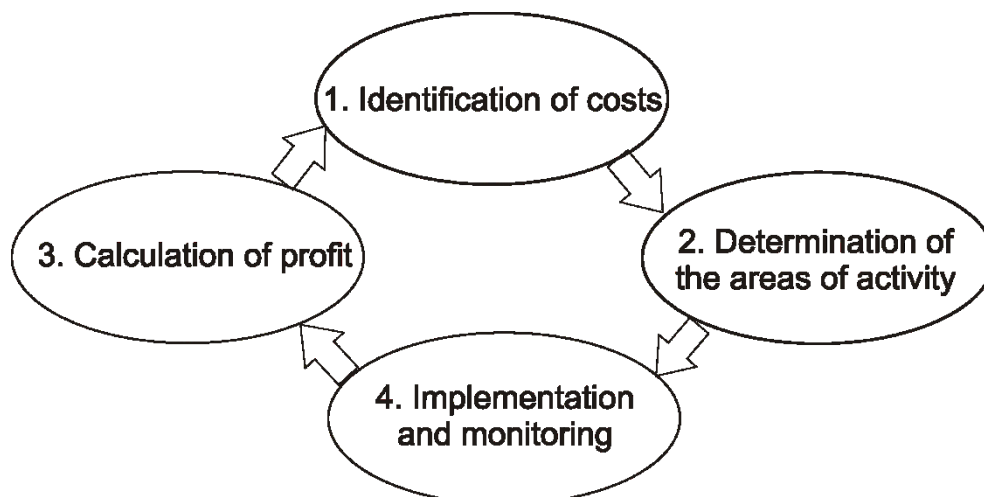 1. Identification of costs
2. Determination of
the areas of activity
3. Calculation of profit
4. Implementation
and monitoring